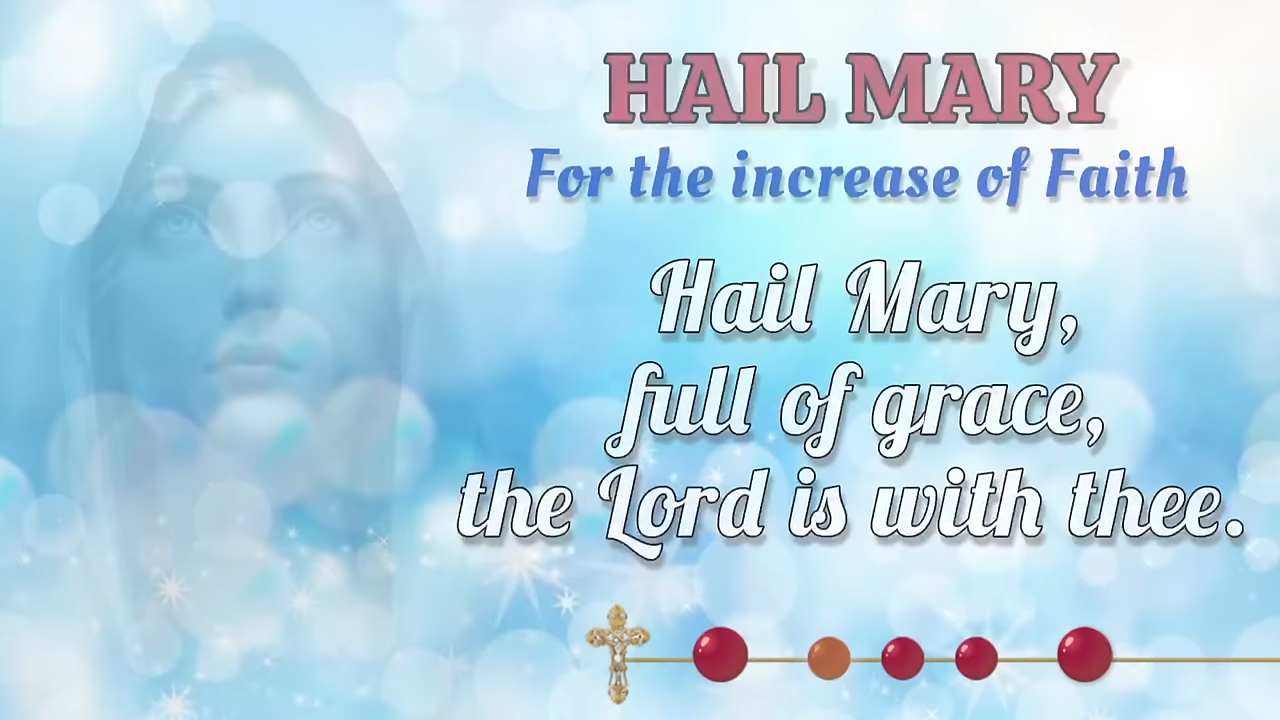 HAIL MARY
For the increase of Faith
Hail Mary,
full of grace,
the Lord is with thee.